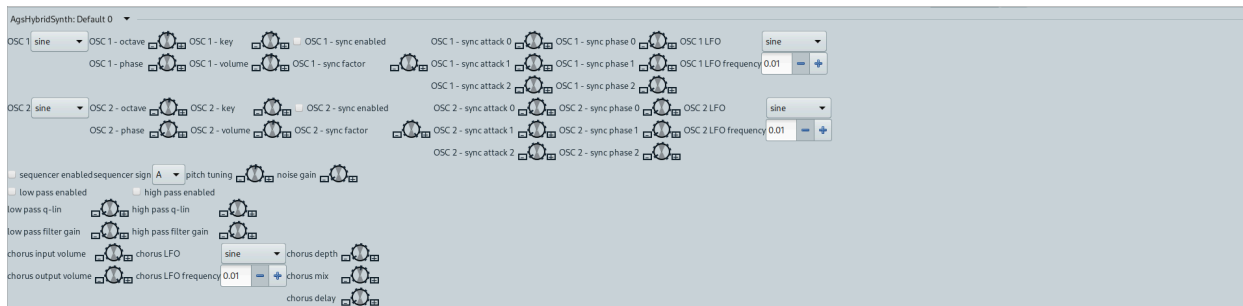 AgsHybridSynth: Default 0
OSC 1 sine OSC 1 - octave OSC 1 - key OSC 1 - sync enabled OSC 1 - sync attack 0 OSC 1 - sync phase 0 OSC 1 LFO sine
OSC 1 - phase OSC 1 - volume OSC 1 - sync factor OSC 1 - sync attack 1 OSC 1 - sync phase 1 OSC 1 LFO frequency 0.01
OSC 1 - sync attack 2 OSC 1 - sync phase 2
OSC 2 sine OSC 2 - octave OSC 2 - key OSC 2 - sync enabled OSC 2 - sync attack 0 OSC 2 - sync phase 0 OSC 2 LFO sine
OSC 2 - phase OSC 2 - volume OSC 2 - sync factor OSC 2 - sync attack 1 OSC 2 - sync phase 1 OSC 2 LFO frequency 0.01
OSC 2 - sync attack 2 OSC 2 - sync phase 2
sequencer enabled sequencer sign A pitch tuning noise gain
low pass enabled high pass enabled
low pass q-lin high pass q-lin
low pass filter gain high pass filter gain
chorus input volume chorus LFO sine chorus depth
chorus output volume chorus LFO frequency 0.01 chorus mix
chorus delay